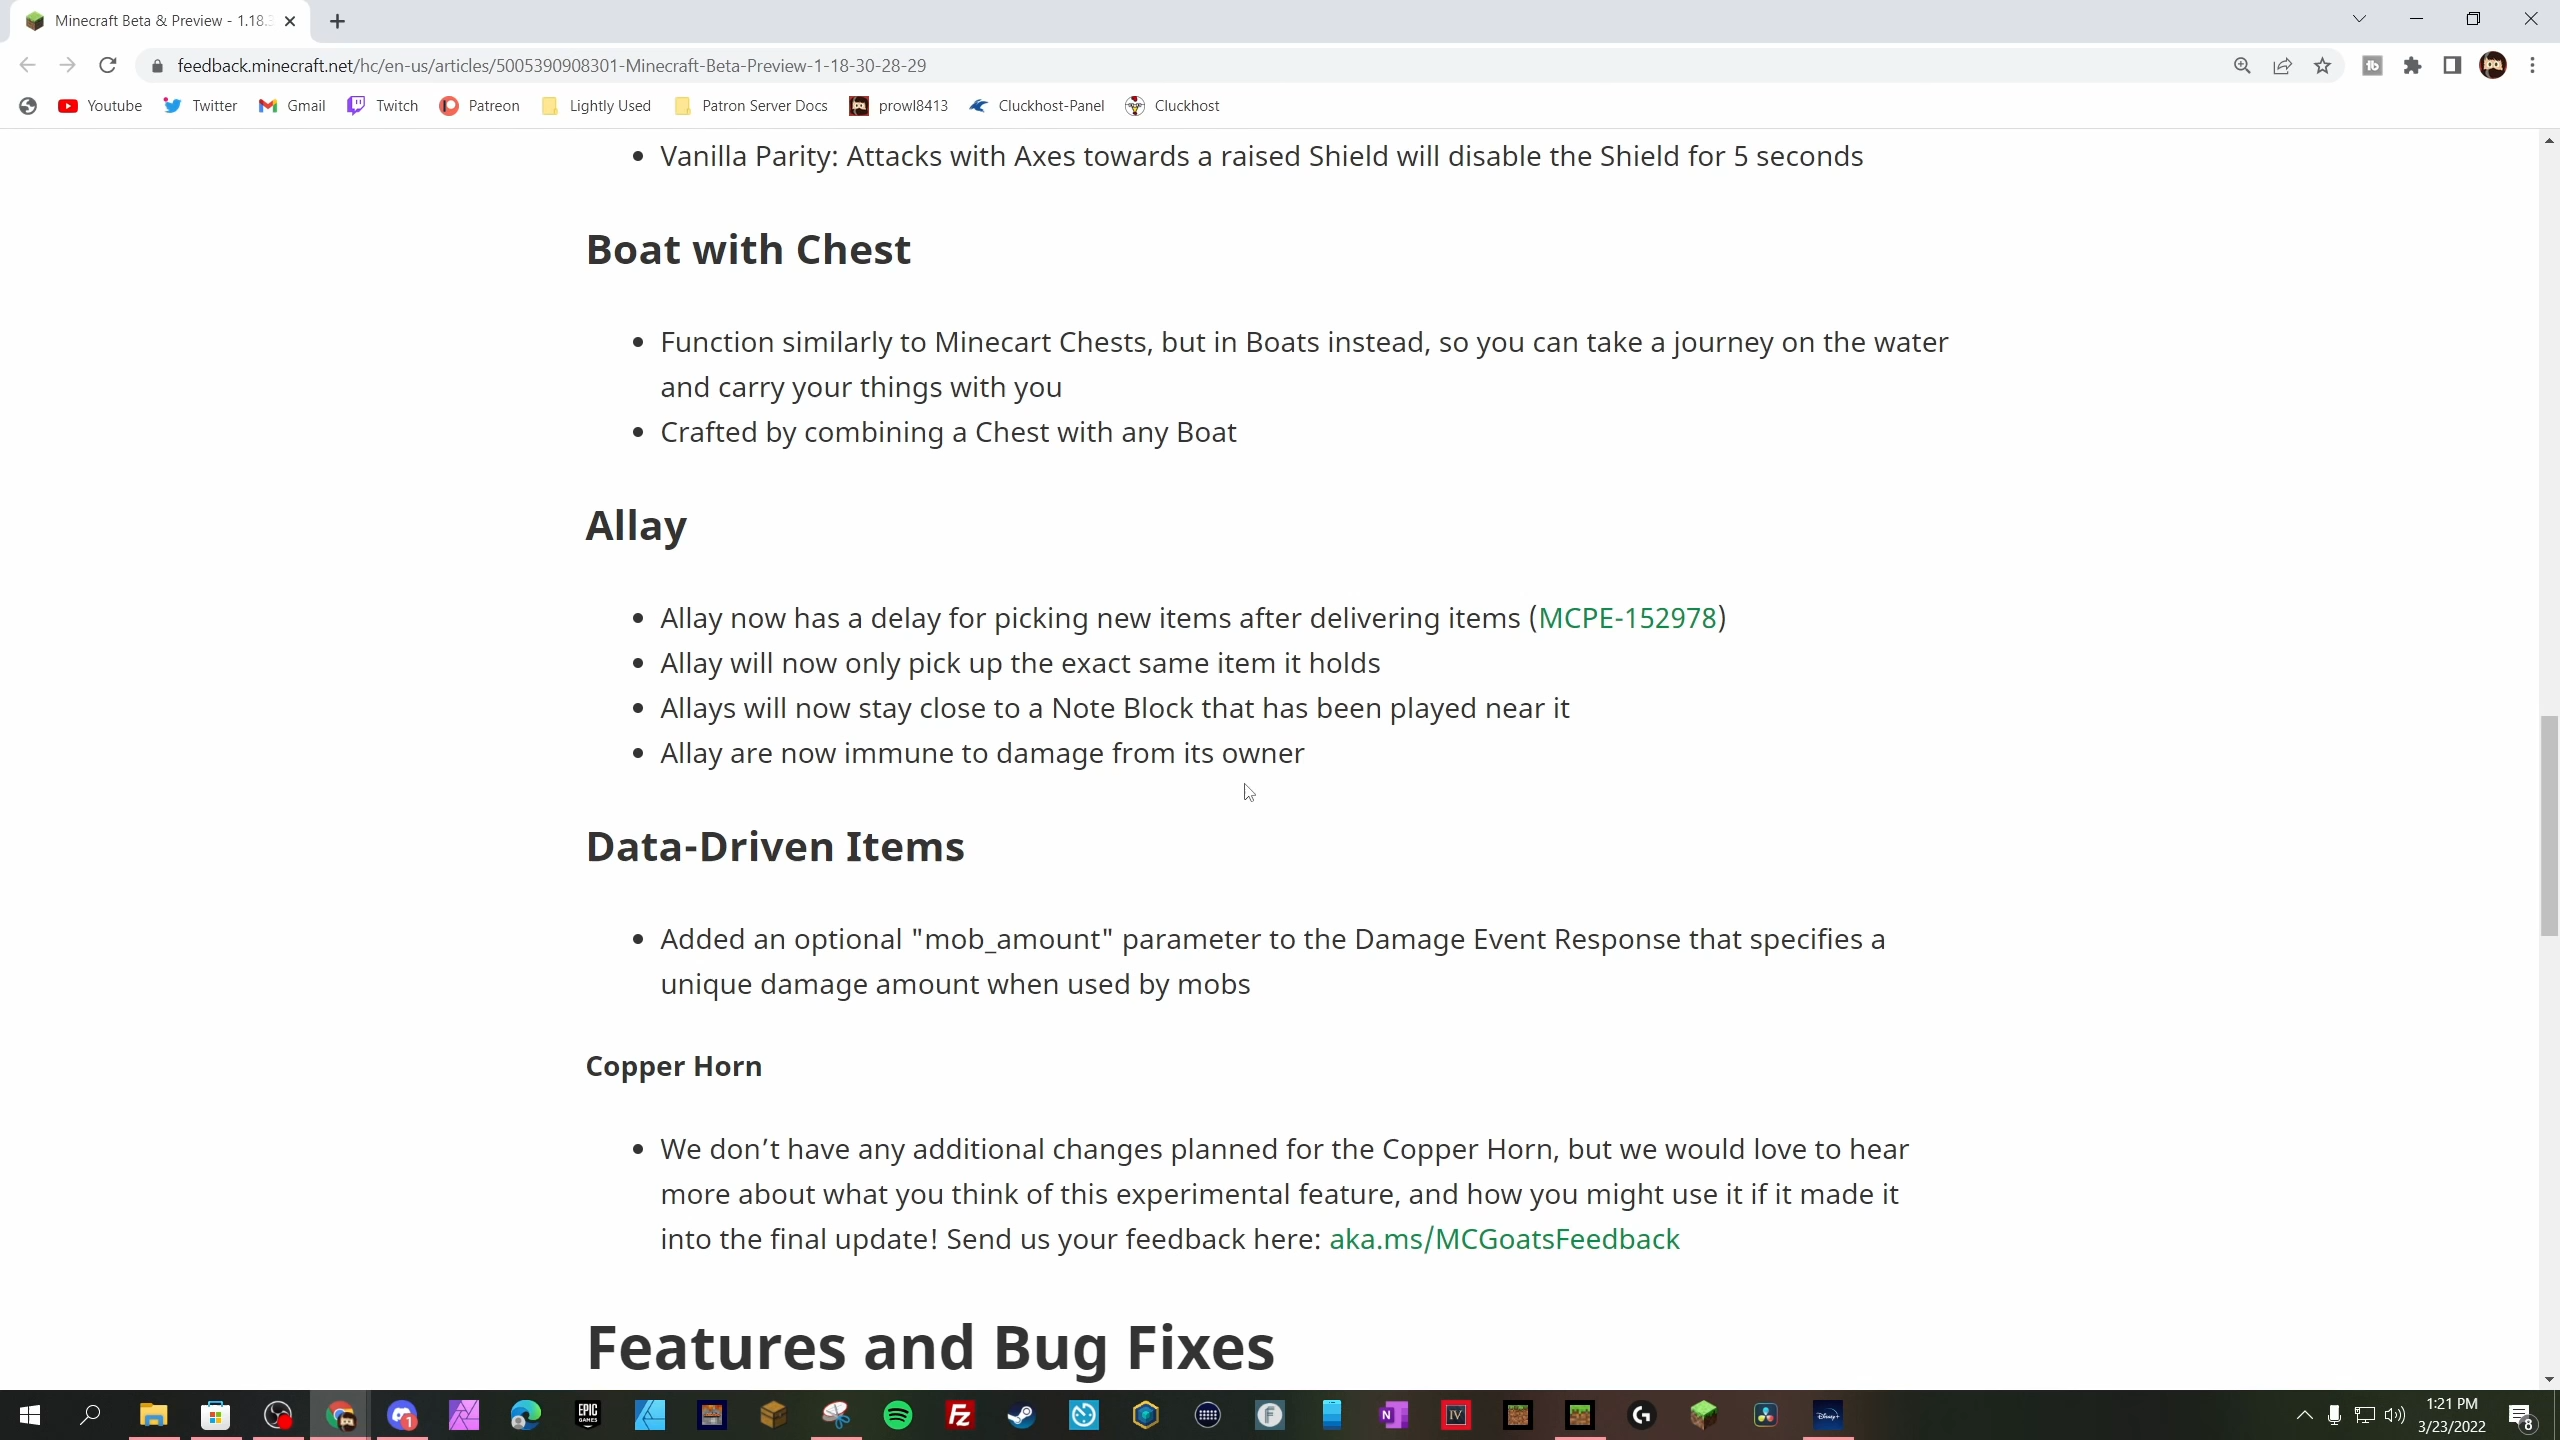 Minecraft Beta & Preview - 1.18.3
feedback.minecraft.net/hc/en-us/articles/5005390908301-Minecraft-Beta-Preview-1-18-30-28-29
Youtube Twitter Gmail Twitch Patreon Lightly Used Patron Server Docs prowl8413 Cluckhost-Panel Cluckhost
• Vanilla Parity: Attacks with Axes towards a raised Shield will disable the Shield for 5 seconds
Boat with Chest
• Function similarly to Minecart Chests, but in Boats instead, so you can take a journey on the water
and carry your things with you
• Crafted by combining a Chest with any Boat
Allay
• Allay now has a delay for picking new items after delivering items (MCPE-152978)
• Allay will now only pick up the exact same item it holds
• Allays will now stay close to a Note Block that has been played near it
• Allay are now immune to damage from its owner
Data-Driven Items
• Added an optional "mob_amount" parameter to the Damage Event Response that specifies a
unique damage amount when used by mobs
Copper Horn
• We don’t have any additional changes planned for the Copper Horn, but we would love to hear
more about what you think of this experimental feature, and how you might use it if it made it
into the final update! Send us your feedback here: aka.ms/MCGoatsFeedback
Features and Bug Fixes
1:21 PM
3/23/2022
8